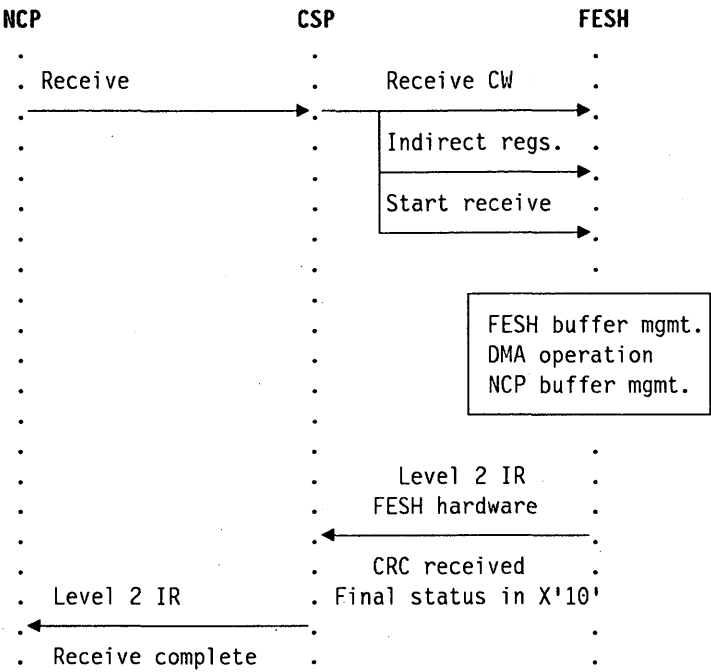 NCP CSP FESH
Receive Receive CW
Indirect regs.
Start receive
FESH buffer mgmt.
DMA operation
NCP buffer mgmt.
Level 2 IR
FESH hardware
CRC received
Level 2 IR Final status in X'10'
Receive complete